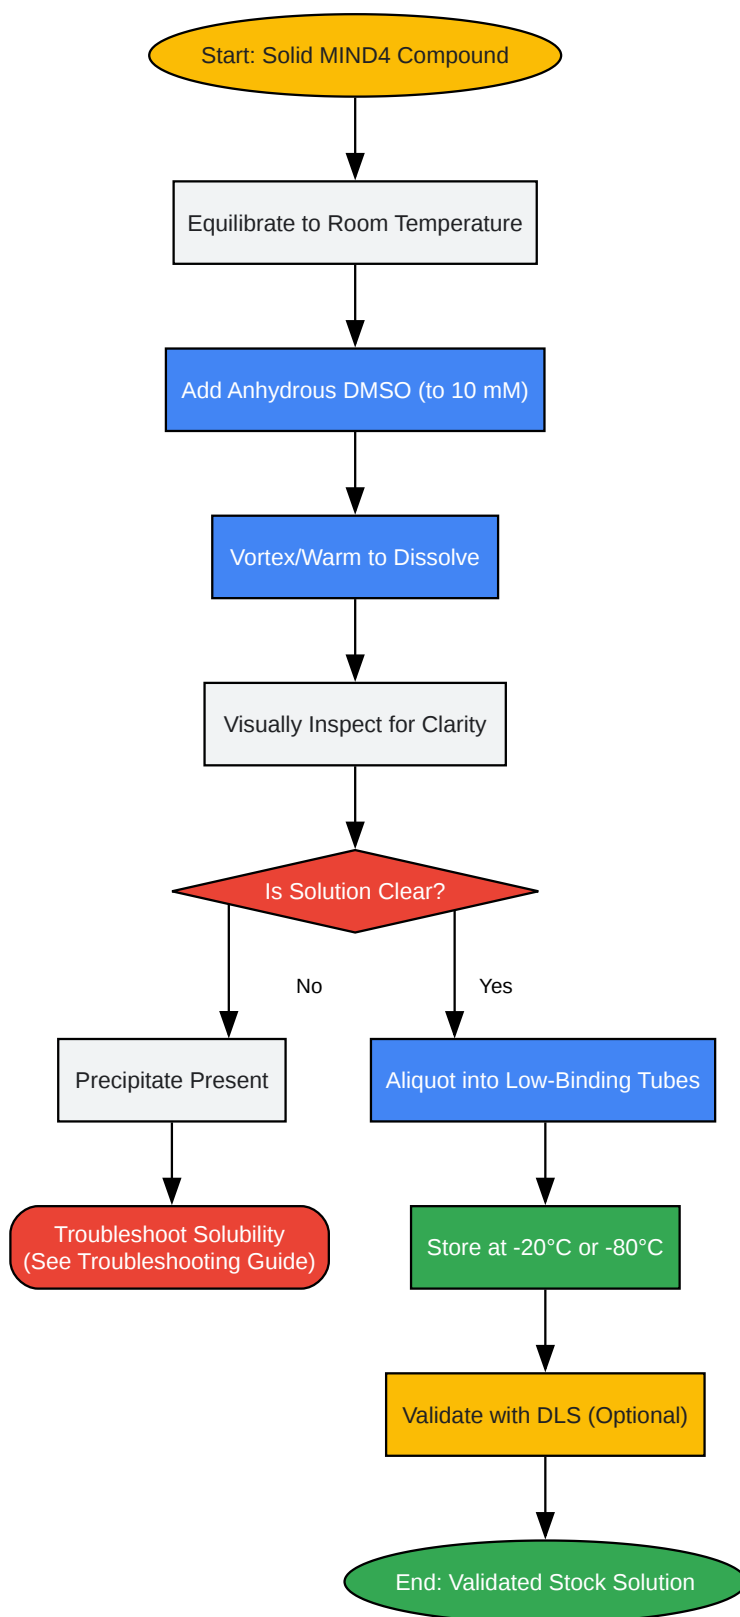 Start: Solid MIND4 Compound
Equilibrate to Room Temperature
Add Anhydrous DMSO (to 10 mM)
Vortex/Warm to Dissolve
Visually Inspect for Clarity
Is Solution Clear?
No
Yes
Precipitate Present
Aliquot into Low-Binding Tubes
Troubleshoot Solubility
(See Troubleshooting Guide)
Store at -20°C or -80°C
Validate with DLS (Optional)
End: Validated Stock Solution